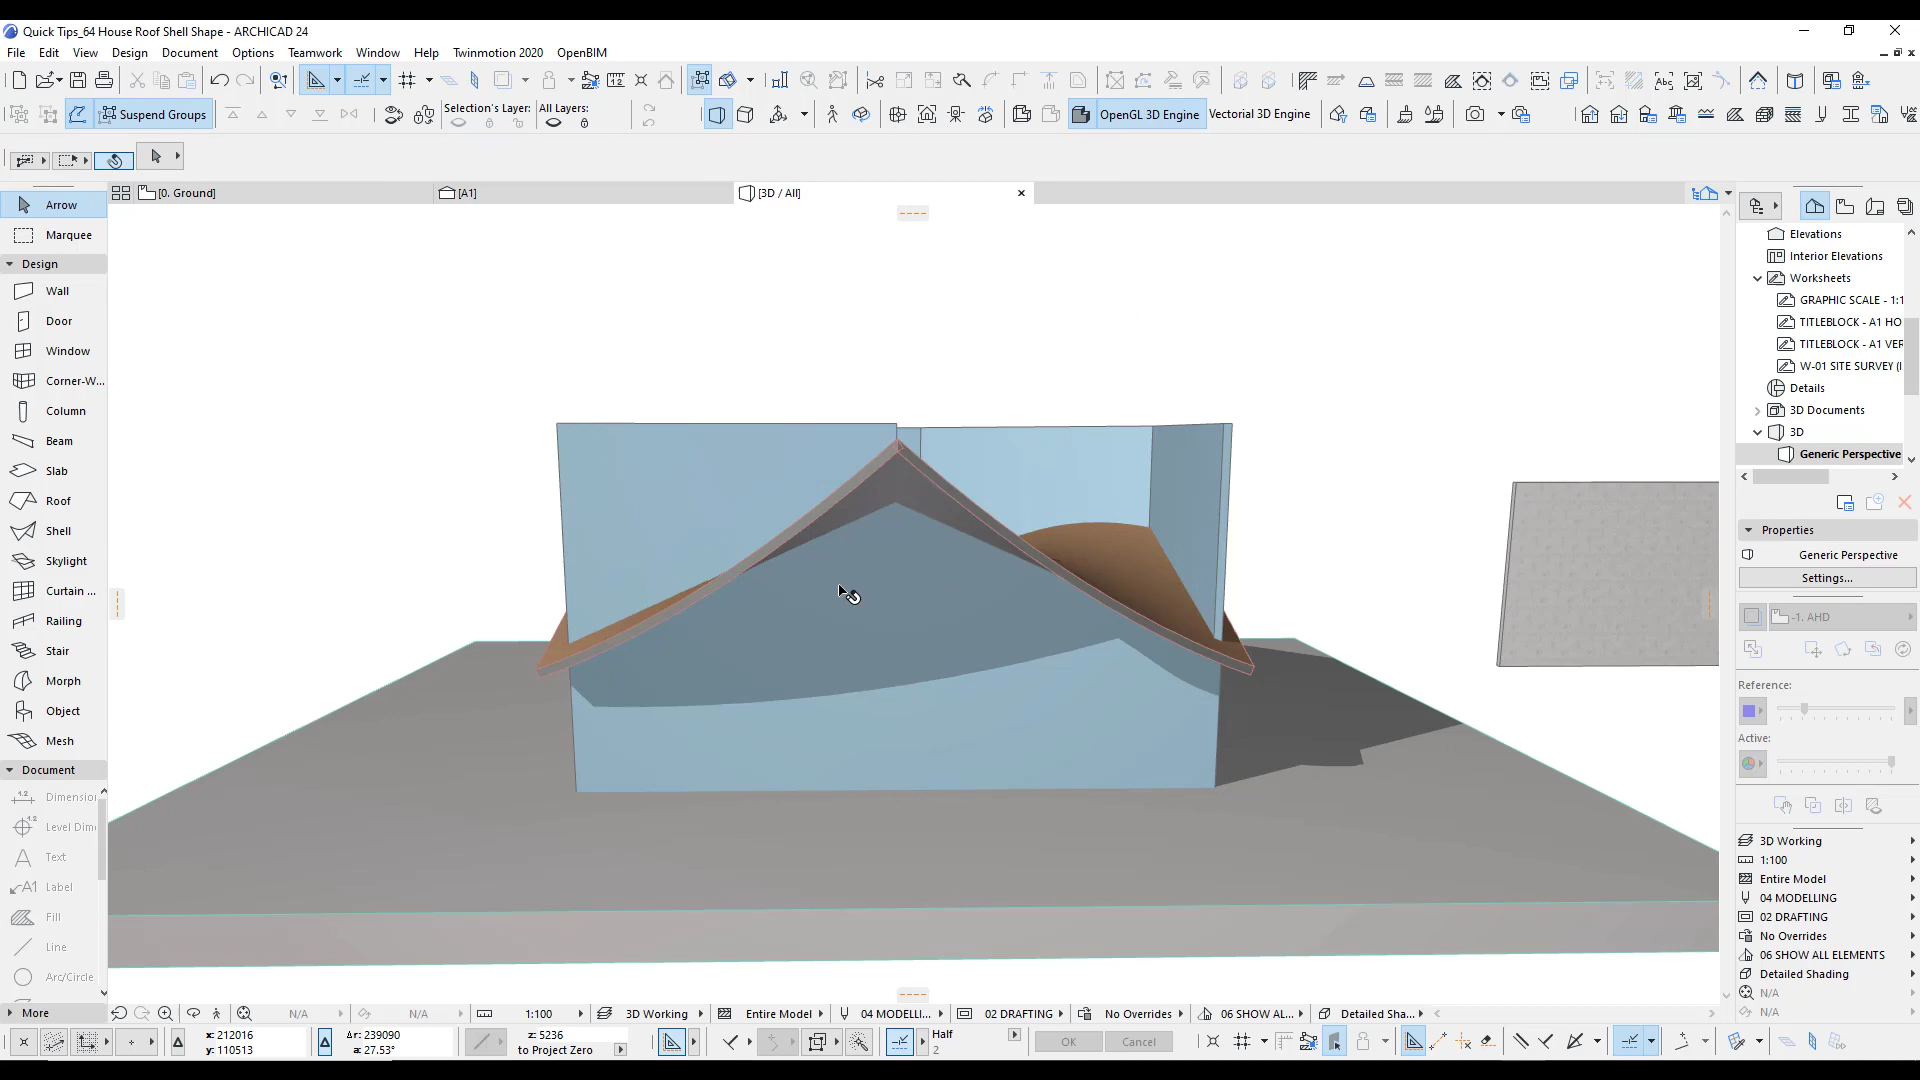 Quick Tips_64 House Roof Shell Shape - ARCHICAD 24
File Edit View Design Document Options Teamwork Window Help Twinmotion 2020 OpenBIM
Suspend Groups
Selection's Layer:
All Layers:
OpenGL 3D Engine
Vectorial 3D Engine
[0. Ground]
[A1]
[3D / All]
Arrow
Marquee
Design
Wall
Door
Window
Corner-W...
Column
Beam
Slab
Roof
Shell
Skylight
Curtain ...
Railing
Stair
Morph
Object
Mesh
Document
Dimension
Level Dim
Text
Label
Fill
Line
Arc/Circle
More
Elevations
Interior Elevations
Worksheets
GRAPHIC SCALE - 1:1
TITLEBLOCK - A1 HO
TITLEBLOCK - A1 VER
W-01 SITE SURVEY (I
Details
3D Documents
3D
Generic Perspective
Properties
Generic Perspective
Settings...
-1. AHD
Reference:
Active:
3D Working
1:100
Entire Model
04 MODELLING
02 DRAFTING
No Overrides
06 SHOW ALL ELEMENTS
Detailed Shading
N/A
N/A
N/A N/A 1:100 3D Working Entire Model 04 MODELLI... 02 DRAFTING No Overrides 06 SHOW AL... Detailed Sha...
x: 212016
y: 110513
Δr: 239090
a: 27.53°
z: 5236
to Project Zero
Half
2
OK
Cancel